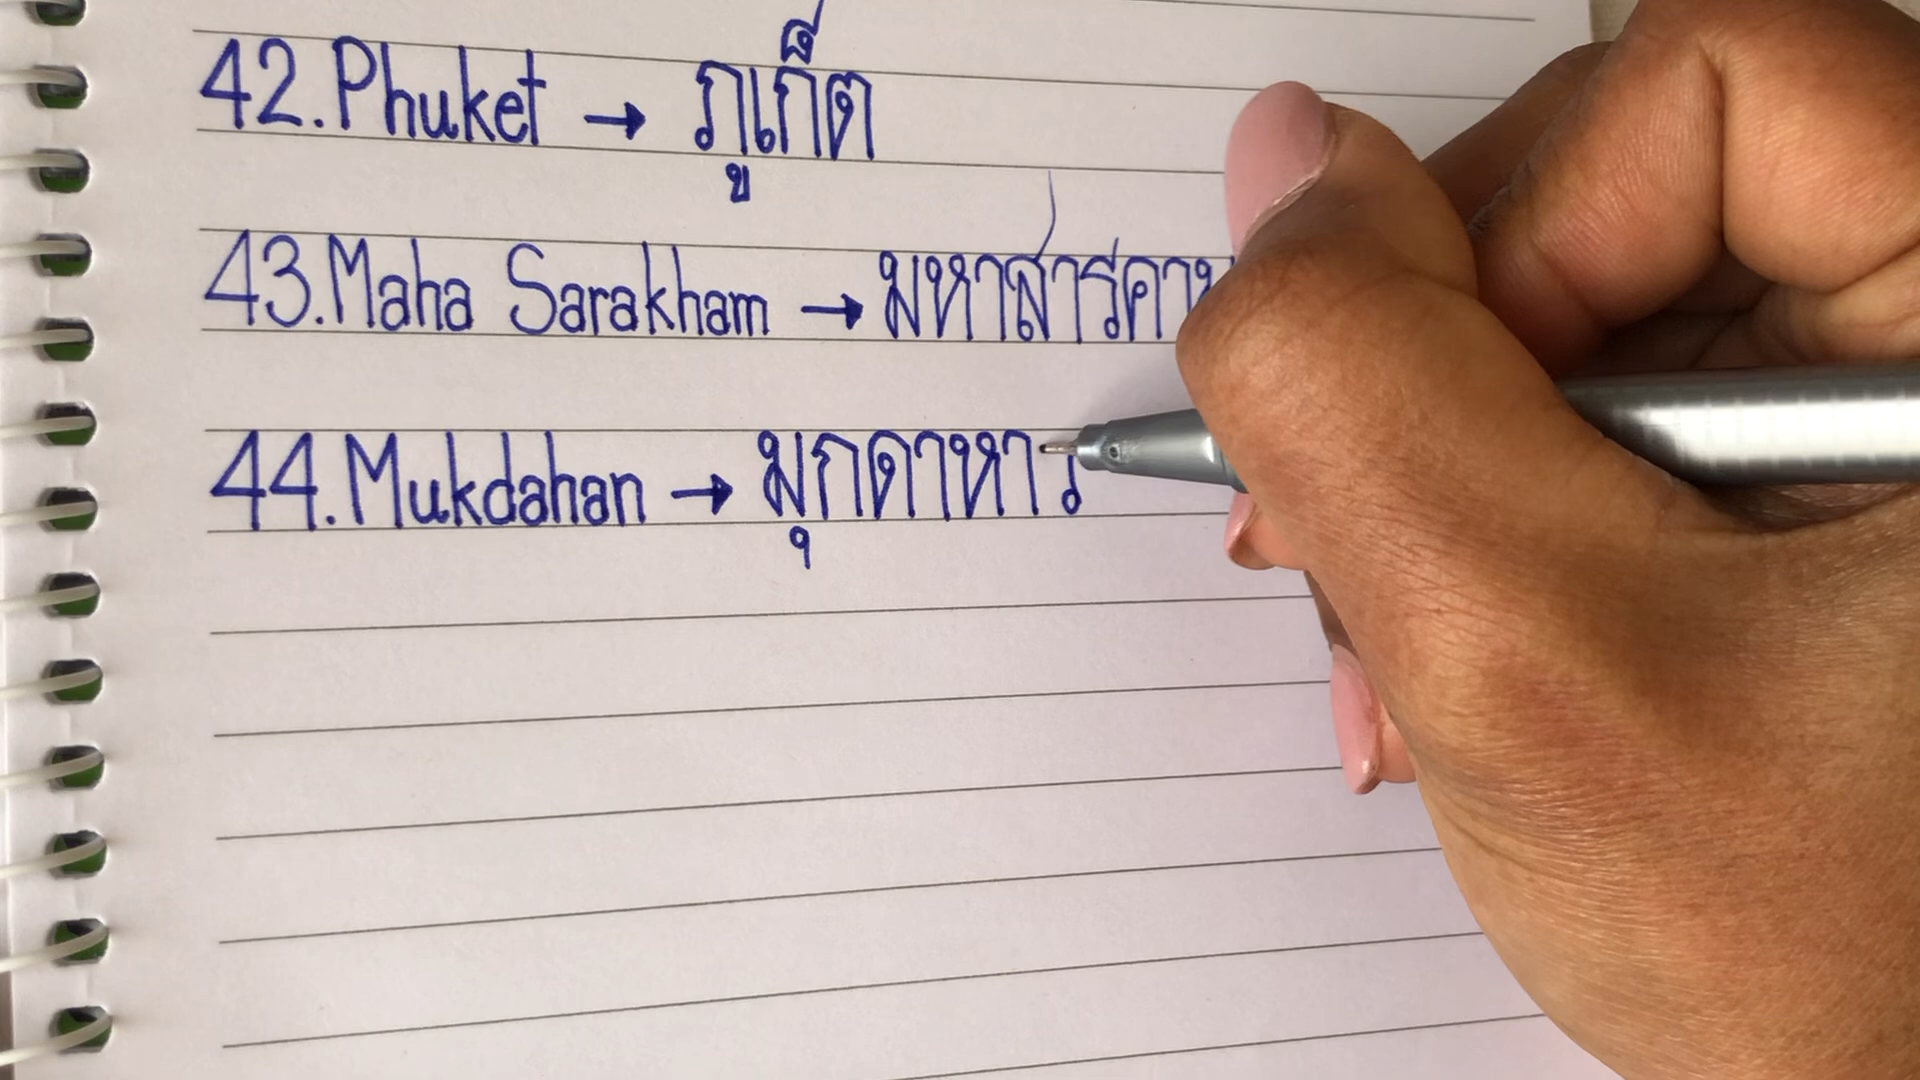 42. Phuket → ภูเก็ต
43. Maha Sarakham → มหาสารคาม
44. Mukdahan → มุกดาหาร